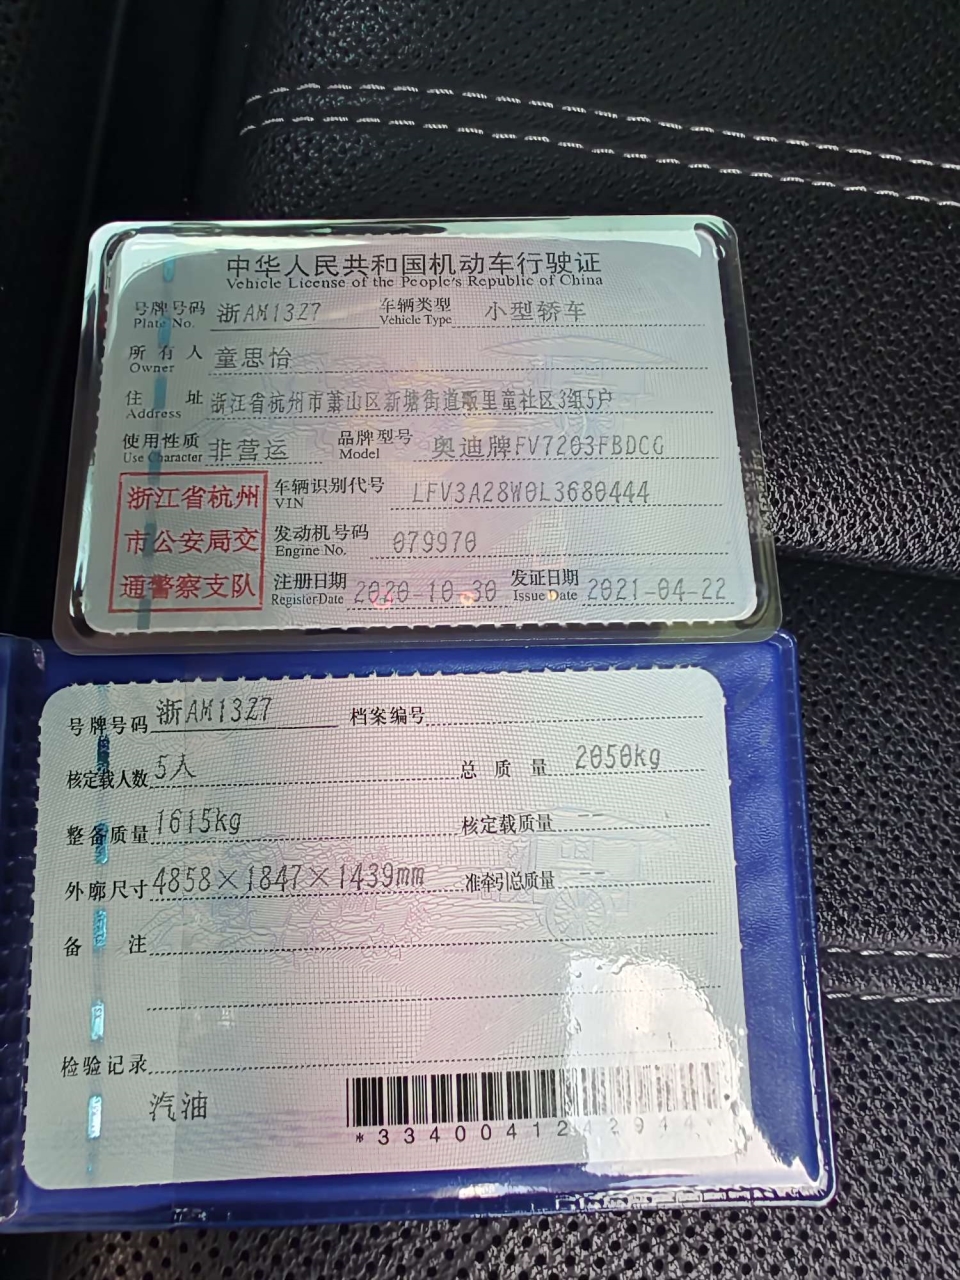 中华人民共和国机动车行驶证
Vehicle License of the People's Republic of China
号牌号码 浙AM13Z7 车辆类型 小型轿车
Plate No. Vehicle Type
所有人 童思怡
Owner
住址 浙江省杭州市萧山区新塘街道 里童社区3组5户
Address
使用性质 非营运 品牌型号 奥迪牌FV7203FBDCG
Use Character Model
浙江省杭州
市公安局交
通警察支队
车辆识别代号 LFV3A28W0L3680444
VIN
发动机号码 079970
Engine No.
注册日期 2020-10-30 发证日期 2021-04-22
Register Date Issue Date
号牌号码 浙AM13Z7 档案编号
核定载人数 5人 总质量 2050kg
整备质量 1615kg 核定载质量 --
外廓尺寸 4858×1847×1439mm 准牵引总质量 --
备注
检验记录
汽油